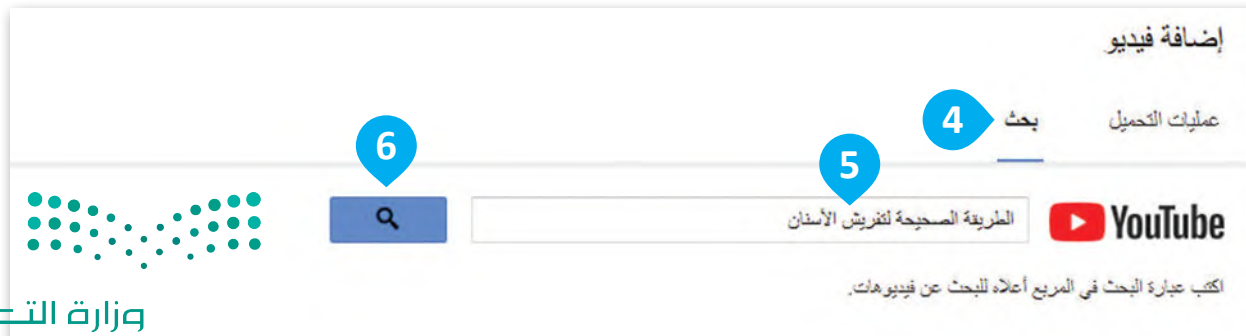 إضافة فيديو
عمليات التحميل بحث 4
6
5
YouTube الطريقة الصحيحة لتفريش الأسنان
اكتب عبارة البحث في المربع أعلاه للبحث عن فيديوهات.
وزارة التـ